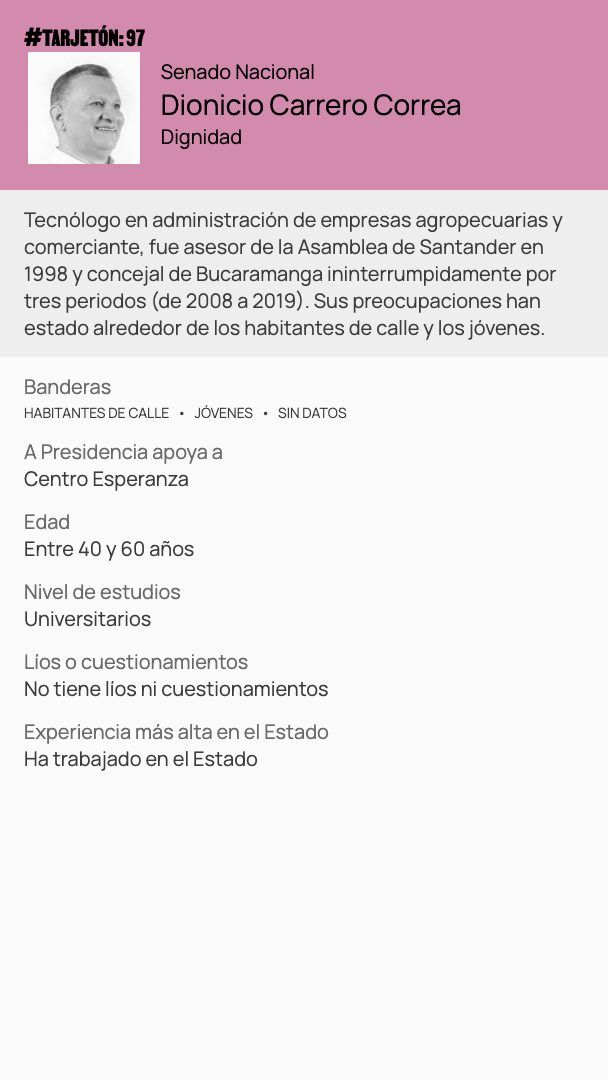 #TARJETÓN: 97
Senado Nacional
Dionicio Carrero Correa
Dignidad
Tecnólogo en administración de empresas agropecuarias y
comerciante, fue asesor de la Asamblea de Santander en
1998 y concejal de Bucaramanga ininterrumpidamente por
tres periodos (de 2008 a 2019). Sus preocupaciones han
estado alrededor de los habitantes de calle y los jóvenes.
Banderas
HABITANTES DE CALLE • JÓVENES • SIN DATOS
A Presidencia apoya a
Centro Esperanza
Edad
Entre 40 y 60 años
Nivel de estudios
Universitarios
Líos o cuestionamientos
No tiene líos ni cuestionamientos
Experiencia más alta en el Estado
Ha trabajado en el Estado